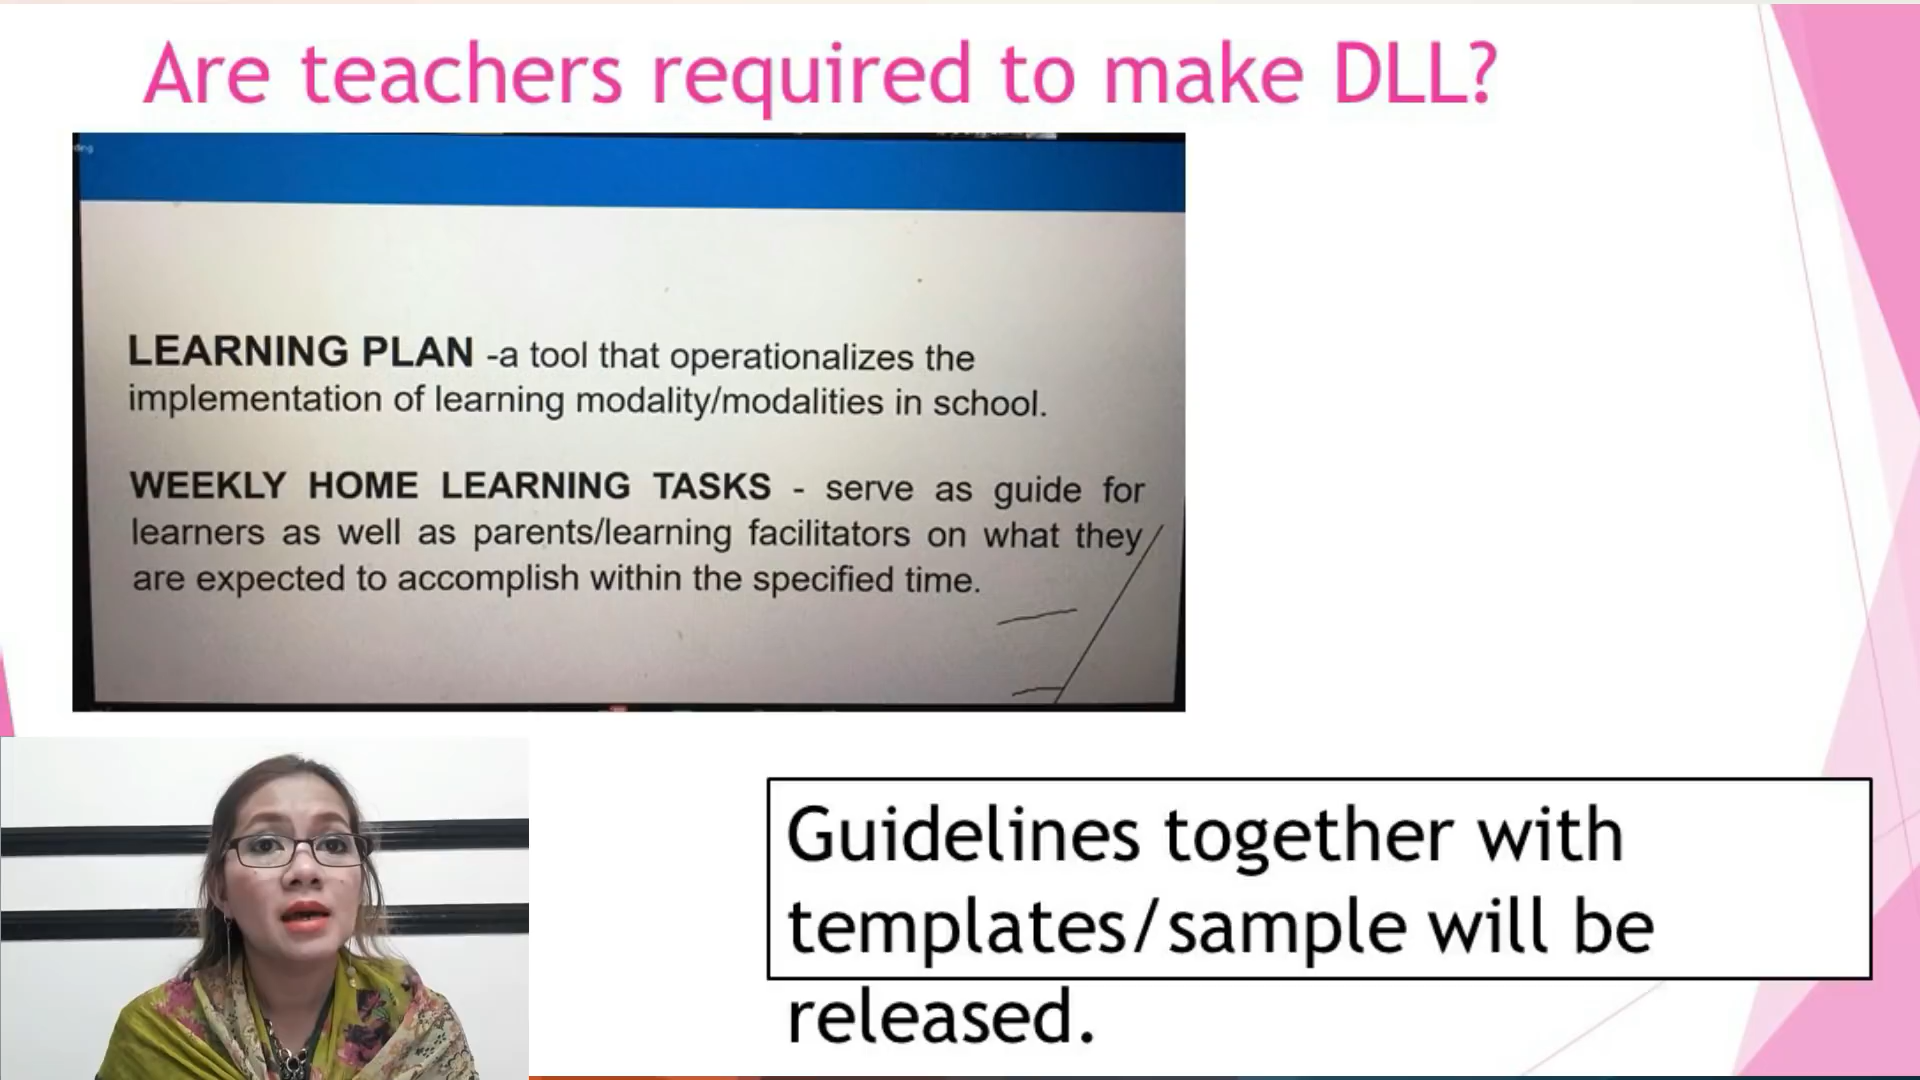 Are teachers required to make DLL?
LEARNING PLAN -a tool that operationalizes the
implementation of learning modality/modalities in school.
WEEKLY HOME LEARNING TASKS - serve as guide for
learners as well as parents/learning facilitators on what they
are expected to accomplish within the specified time.
Guidelines together with
templates/sample will be
released.